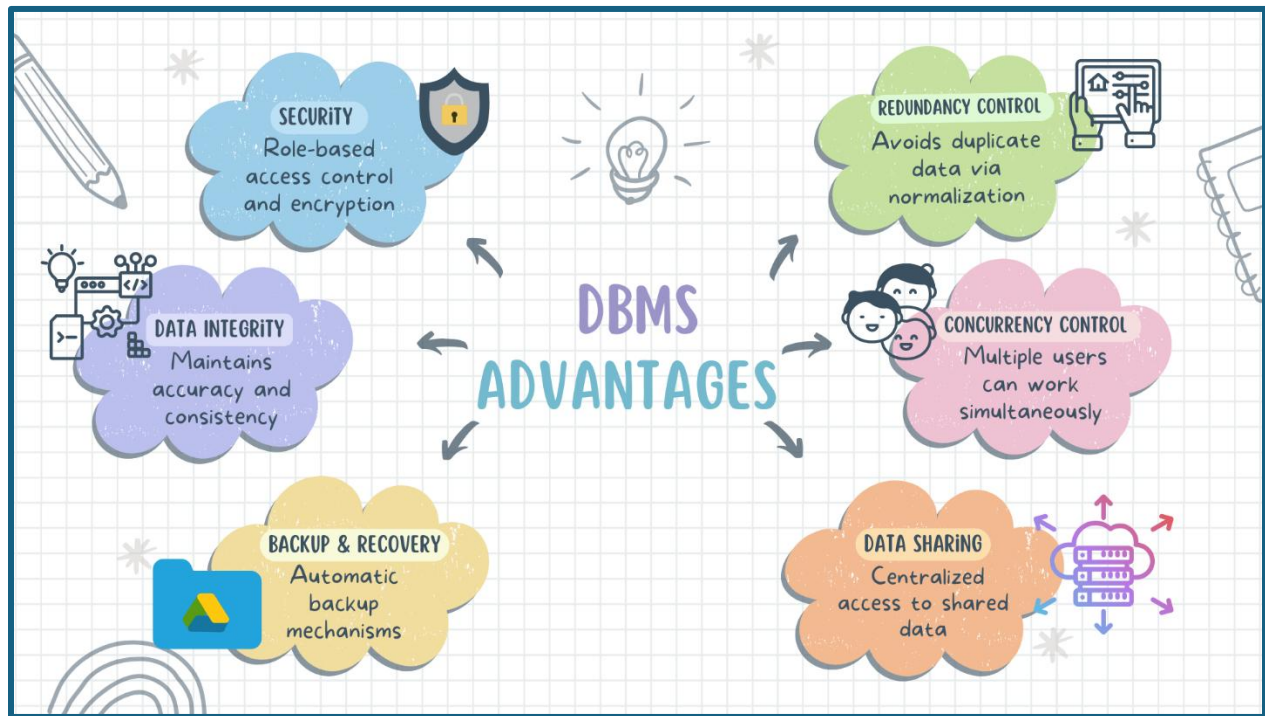 SECURITY
Role-based
access control
and encryption
REDUNDANCY CONTROL
Avoids duplicate
data via
normalization
DBMS
ADVANTAGES
DATA INTEGRITY
Maintains
accuracy and
consistency
CONCURRENCY CONTROL
Multiple users
can work
simultaneously
BACKUP & RECOVERY
Automatic
backup
mechanisms
DATA SHARING
Centralized
access to shared
data